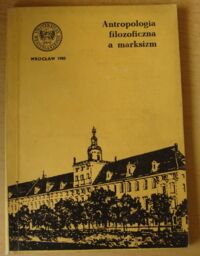 Antropologia
filozoficzna
a marksizm
WROCŁAW 1980